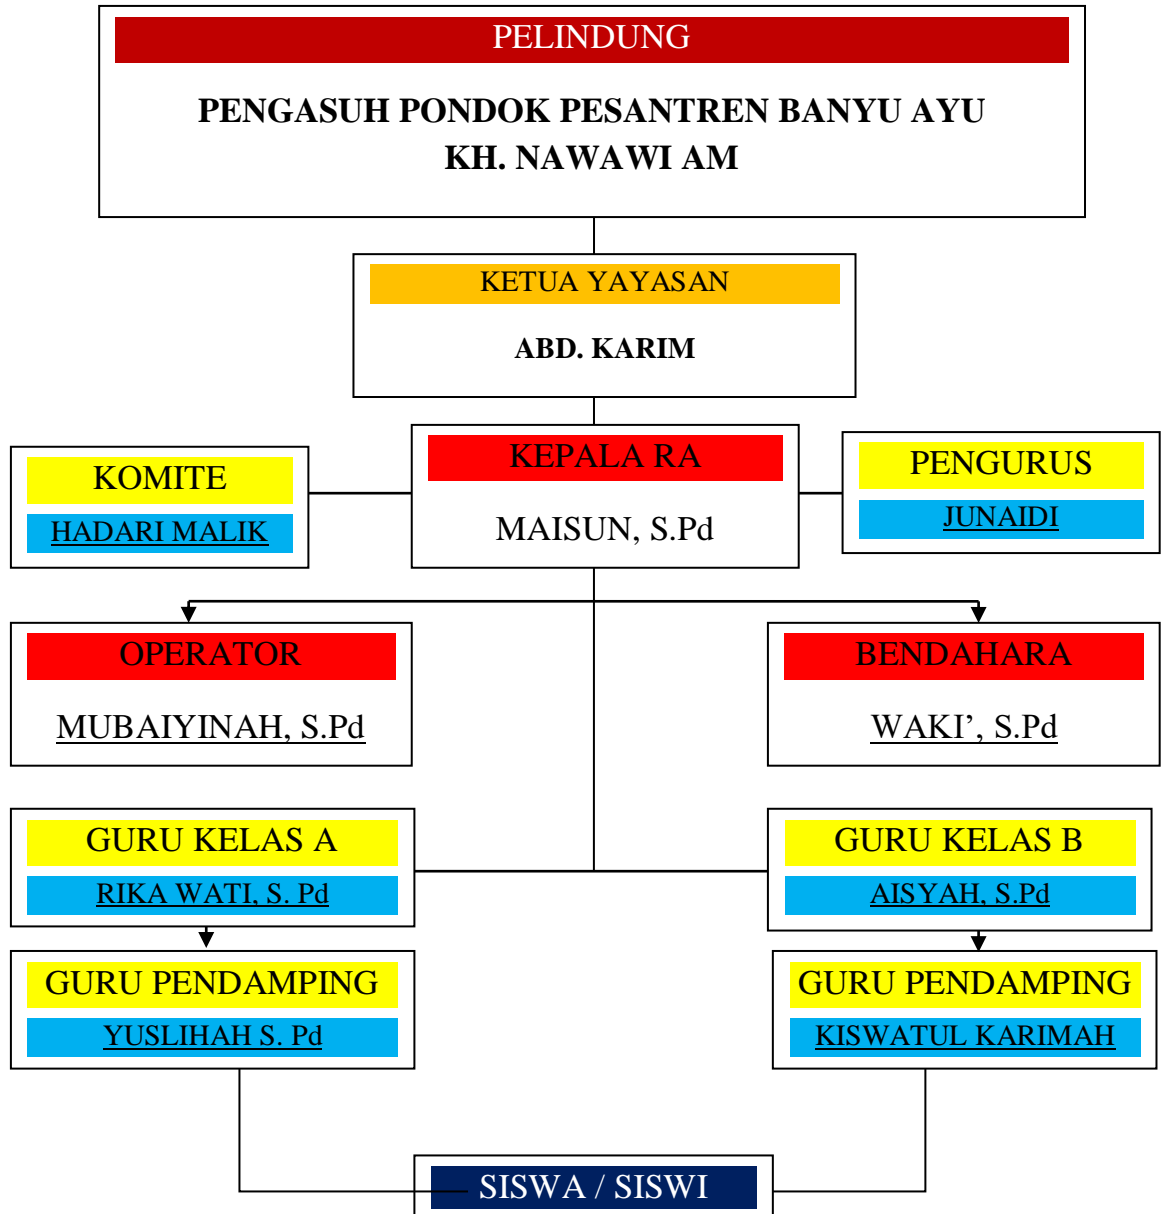 PELINDUNG
PENGASUH PONDOK PESANTREN BANYU AYU
KH. NAWAWI AM
KETUA YAYASAN
ABD. KARIM
KOMITE
HADARI MALIK
KEPALA RA
MAISUN, S.Pd
PENGURUS
JUNAIDI
OPERATOR
MUBAIYINAH, S.Pd
BENDAHARA
WAKI’, S.Pd
GURU KELAS A
RIKA WATI, S. Pd
GURU KELAS B
AISYAH, S.Pd
GURU PENDAMPING
YUSLIHAH S. Pd
GURU PENDAMPING
KISWATUL KARIMAH
SISWA / SISWI